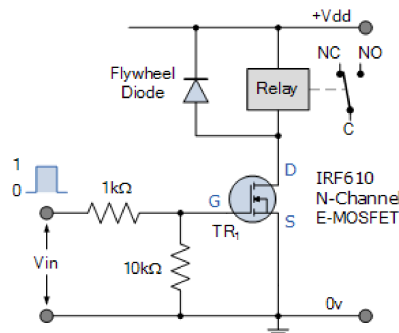 +Vdd
NC NO
Flywheel
Diode
Relay
C
D
IRF610
N-Channel
E-MOSFET
1
0
1kΩ
G
S
TR₁
Vin
10kΩ
0v